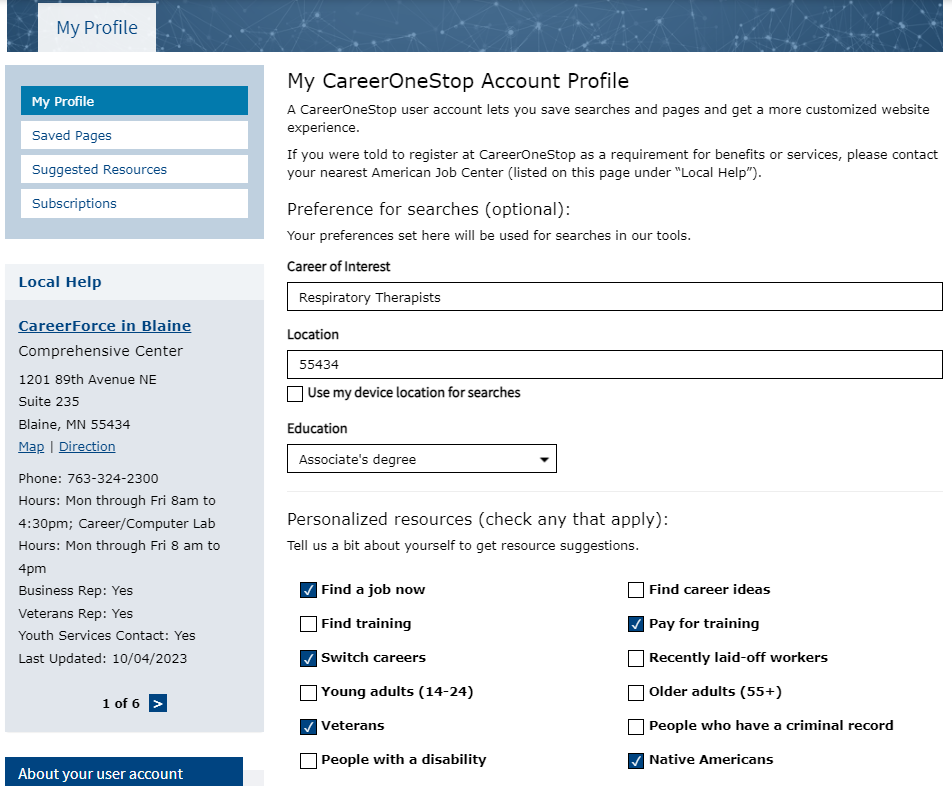 My Profile
My Profile
Saved Pages
Suggested Resources
Subscriptions
Local Help
CareerForce in Blaine
Comprehensive Center
1201 89th Avenue NE
Suite 235
Blaine, MN 55434
Map | Direction
Phone: 763-324-2300
Hours: Mon through Fri 8am to
4:30pm; Career/Computer Lab
Hours: Mon through Fri 8 am to
4pm
Business Rep: Yes
Veterans Rep: Yes
Youth Services Contact: Yes
Last Updated: 10/04/2023
1 of 6 >
About your user account
My CareerOneStop Account Profile
A CareerOneStop user account lets you save searches and pages and get a more customized website
experience.
If you were told to register at CareerOneStop as a requirement for benefits or services, please contact
your nearest American Job Center (listed on this page under “Local Help”).
Preference for searches (optional):
Your preferences set here will be used for searches in our tools.
Career of Interest
Respiratory Therapists
Location
55434
Use my device location for searches
Education
Associate's degree
Personalized resources (check any that apply):
Tell us a bit about yourself to get resource suggestions.
Find a job now
Find career ideas
Find training
Pay for training
Switch careers
Recently laid-off workers
Young adults (14-24)
Older adults (55+)
Veterans
People who have a criminal record
People with a disability
Native Americans